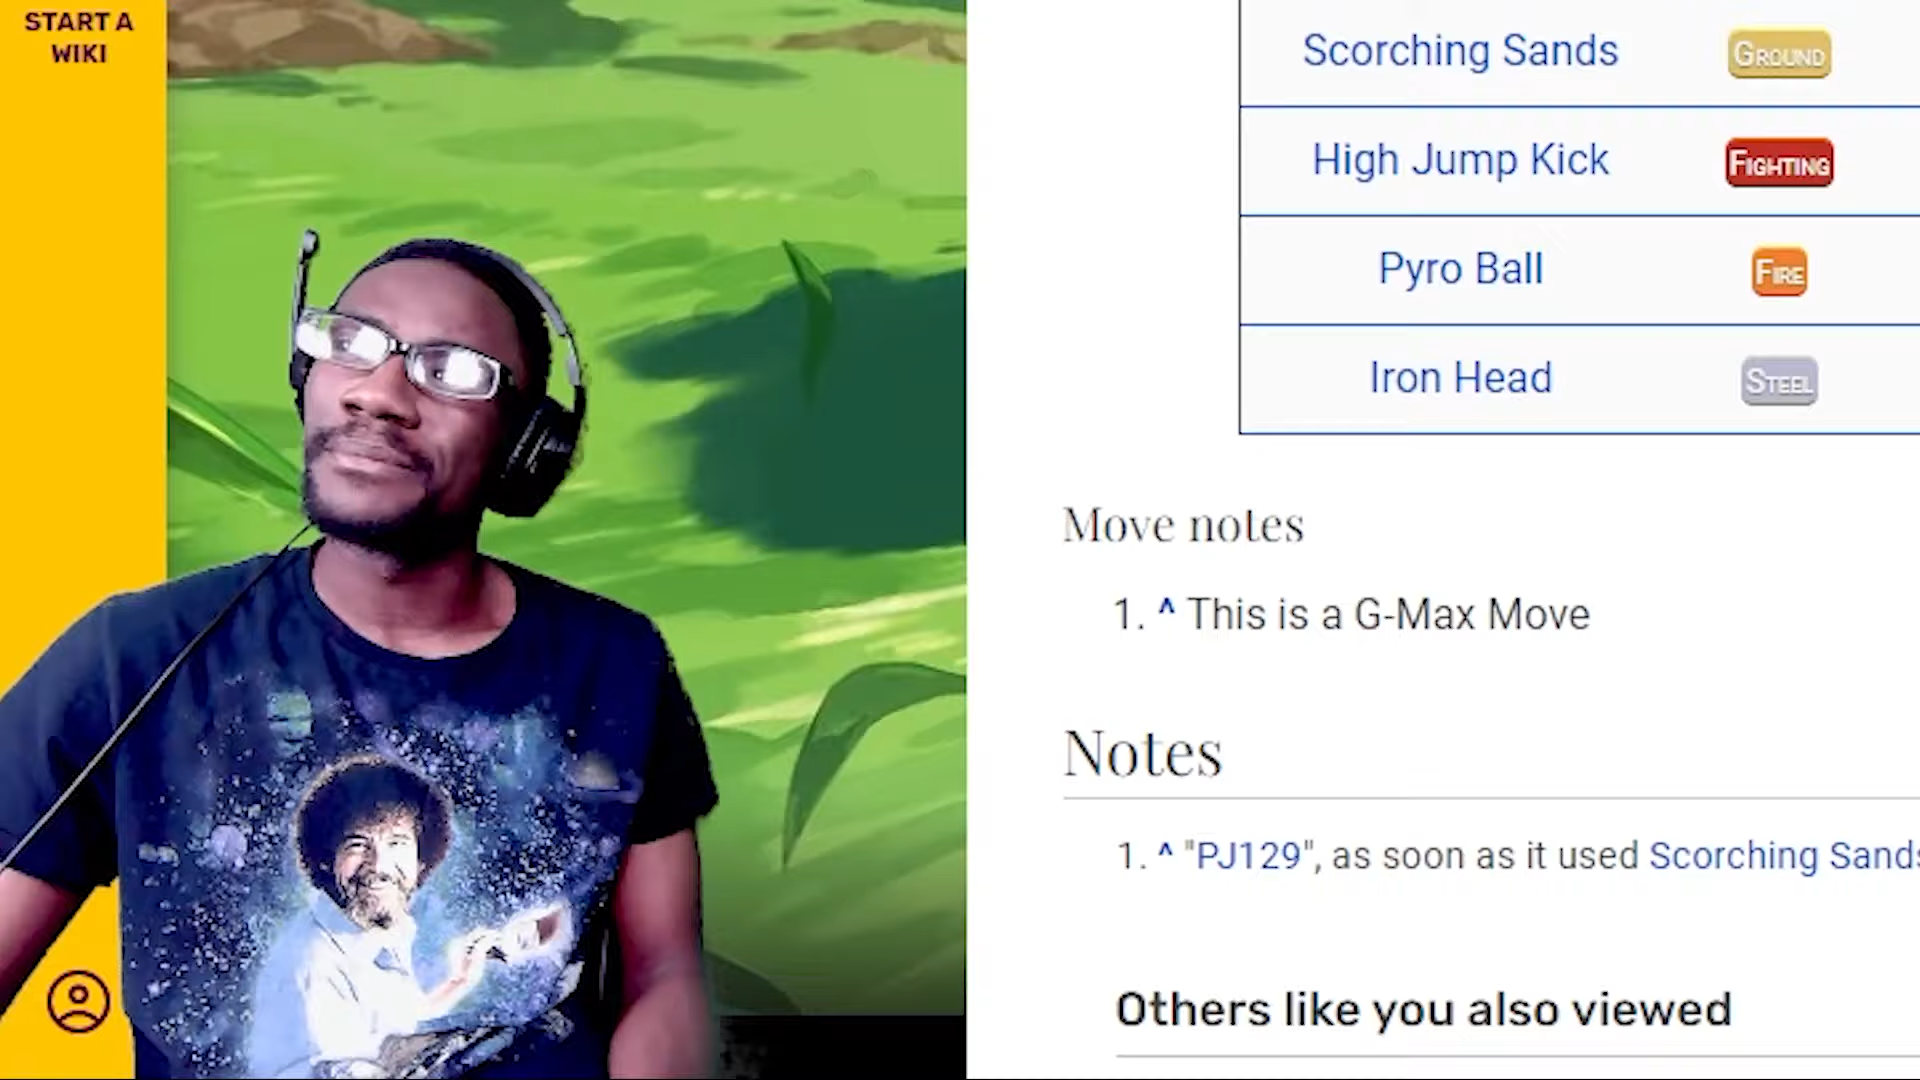 START A
WIKI
Scorching Sands GROUND
High Jump Kick FIGHTING
Pyro Ball FIRE
Iron Head STEEL
Move notes
1. ^ This is a G-Max Move
Notes
1. ^ "PJ129", as soon as it used Scorching Sands
Others like you also viewed